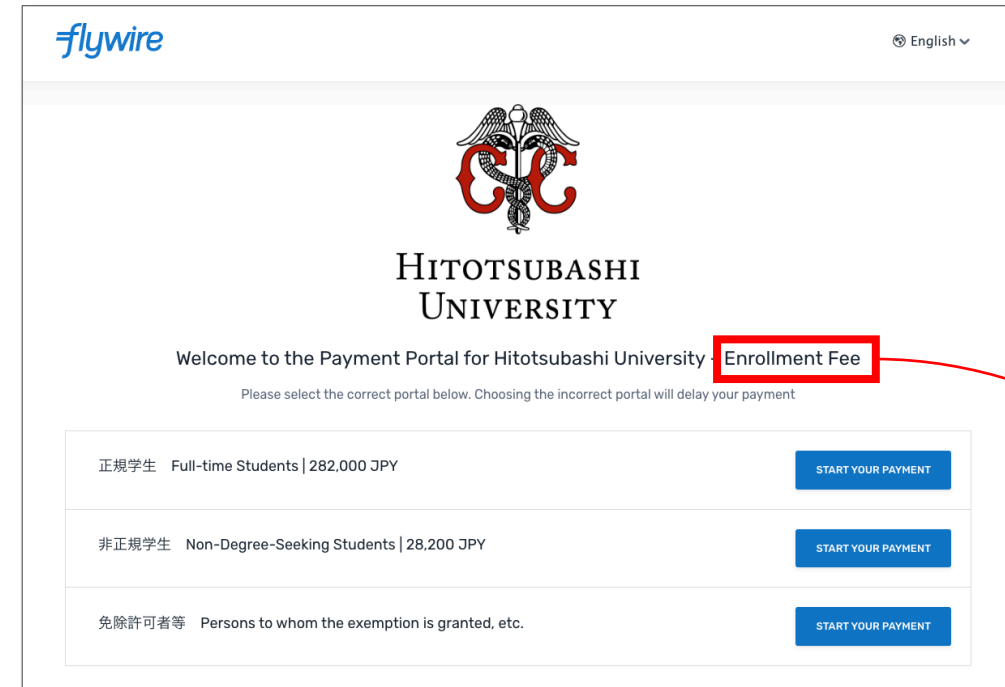 flywire
English
CC
HITOTSUBASHI
UNIVERSITY
Welcome to the Payment Portal for Hitotsubashi University - Enrollment Fee
Please select the correct portal below. Choosing the incorrect portal will delay your payment
正規学生 Full-time Students | 282,000 JPY
START YOUR PAYMENT
非正規学生 Non-Degree-Seeking Students | 28,200 JPY
START YOUR PAYMENT
免除許可者等 Persons to whom the exemption is granted, etc.
START YOUR PAYMENT